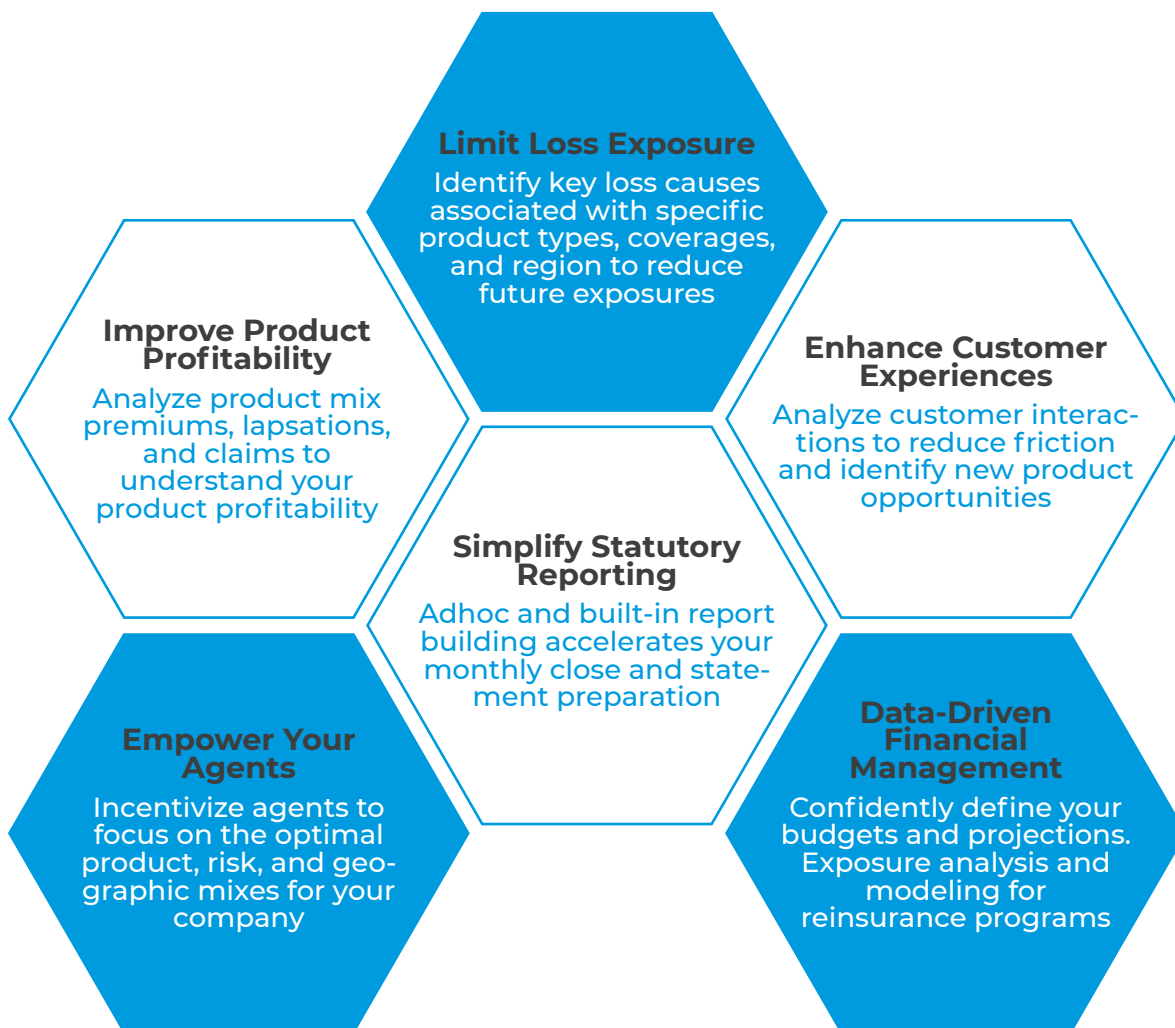 Limit Loss Exposure
Identify key loss causes
associated with specific
product types, coverages,
and region to reduce
future exposures
Improve Product
Profitability
Analyze product mix
premiums, lapsations,
and claims to
understand your
product profitability
Enhance Customer
Experiences
Analyze customer interac-
tions to reduce friction
and identify new product
opportunities
Simplify Statutory
Reporting
Adhoc and built-in report
building accelerates your
monthly close and state-
ment preparation
Empower Your
Agents
Incentivize agents to
focus on the optimal
product, risk, and geo-
graphic mixes for your
company
Data-Driven
Financial
Management
Confidently define your
budgets and projections.
Exposure analysis and
modeling for
reinsurance programs